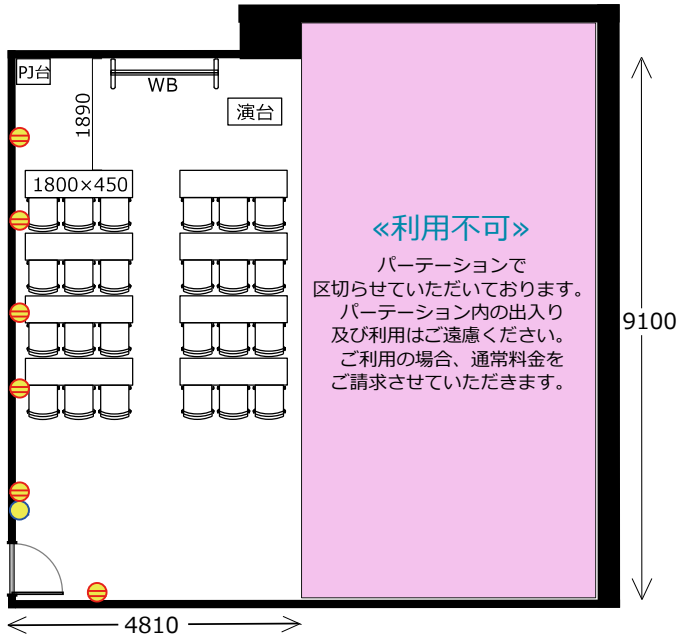 PJ台
WB
演台
1890
1800×450
≪利用不可≫
パーテーションで
区切らせていただいております。
パーテーション内の出入り
及び利用はご遠慮ください。
ご利用の場合、通常料金を
ご請求させていただきます。
9100
4810